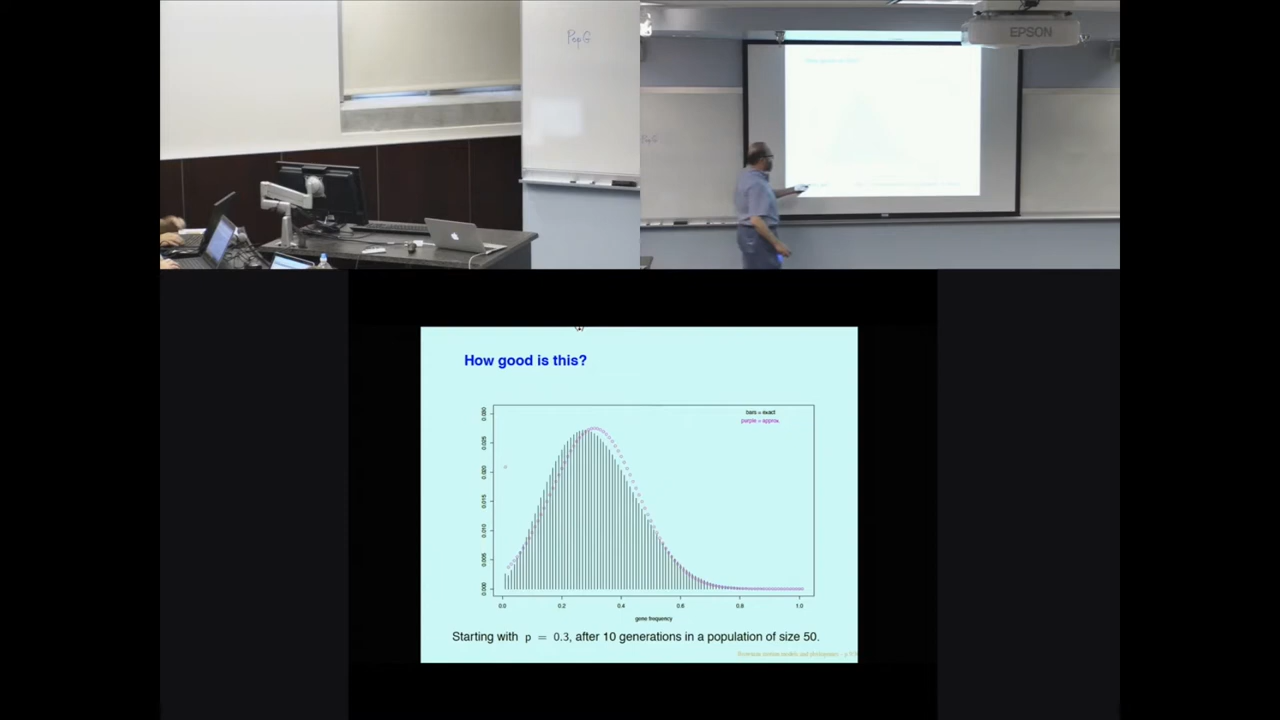 PopG
EPSON
How good is this?
bars = exact
purple = approx.
0.030
0.025
0.020
0.015
0.010
0.005
0.000
0.0 0.2 0.4 0.6 0.8 1.0
gene frequency
Starting with p = 0.3, after 10 generations in a population of size 50.